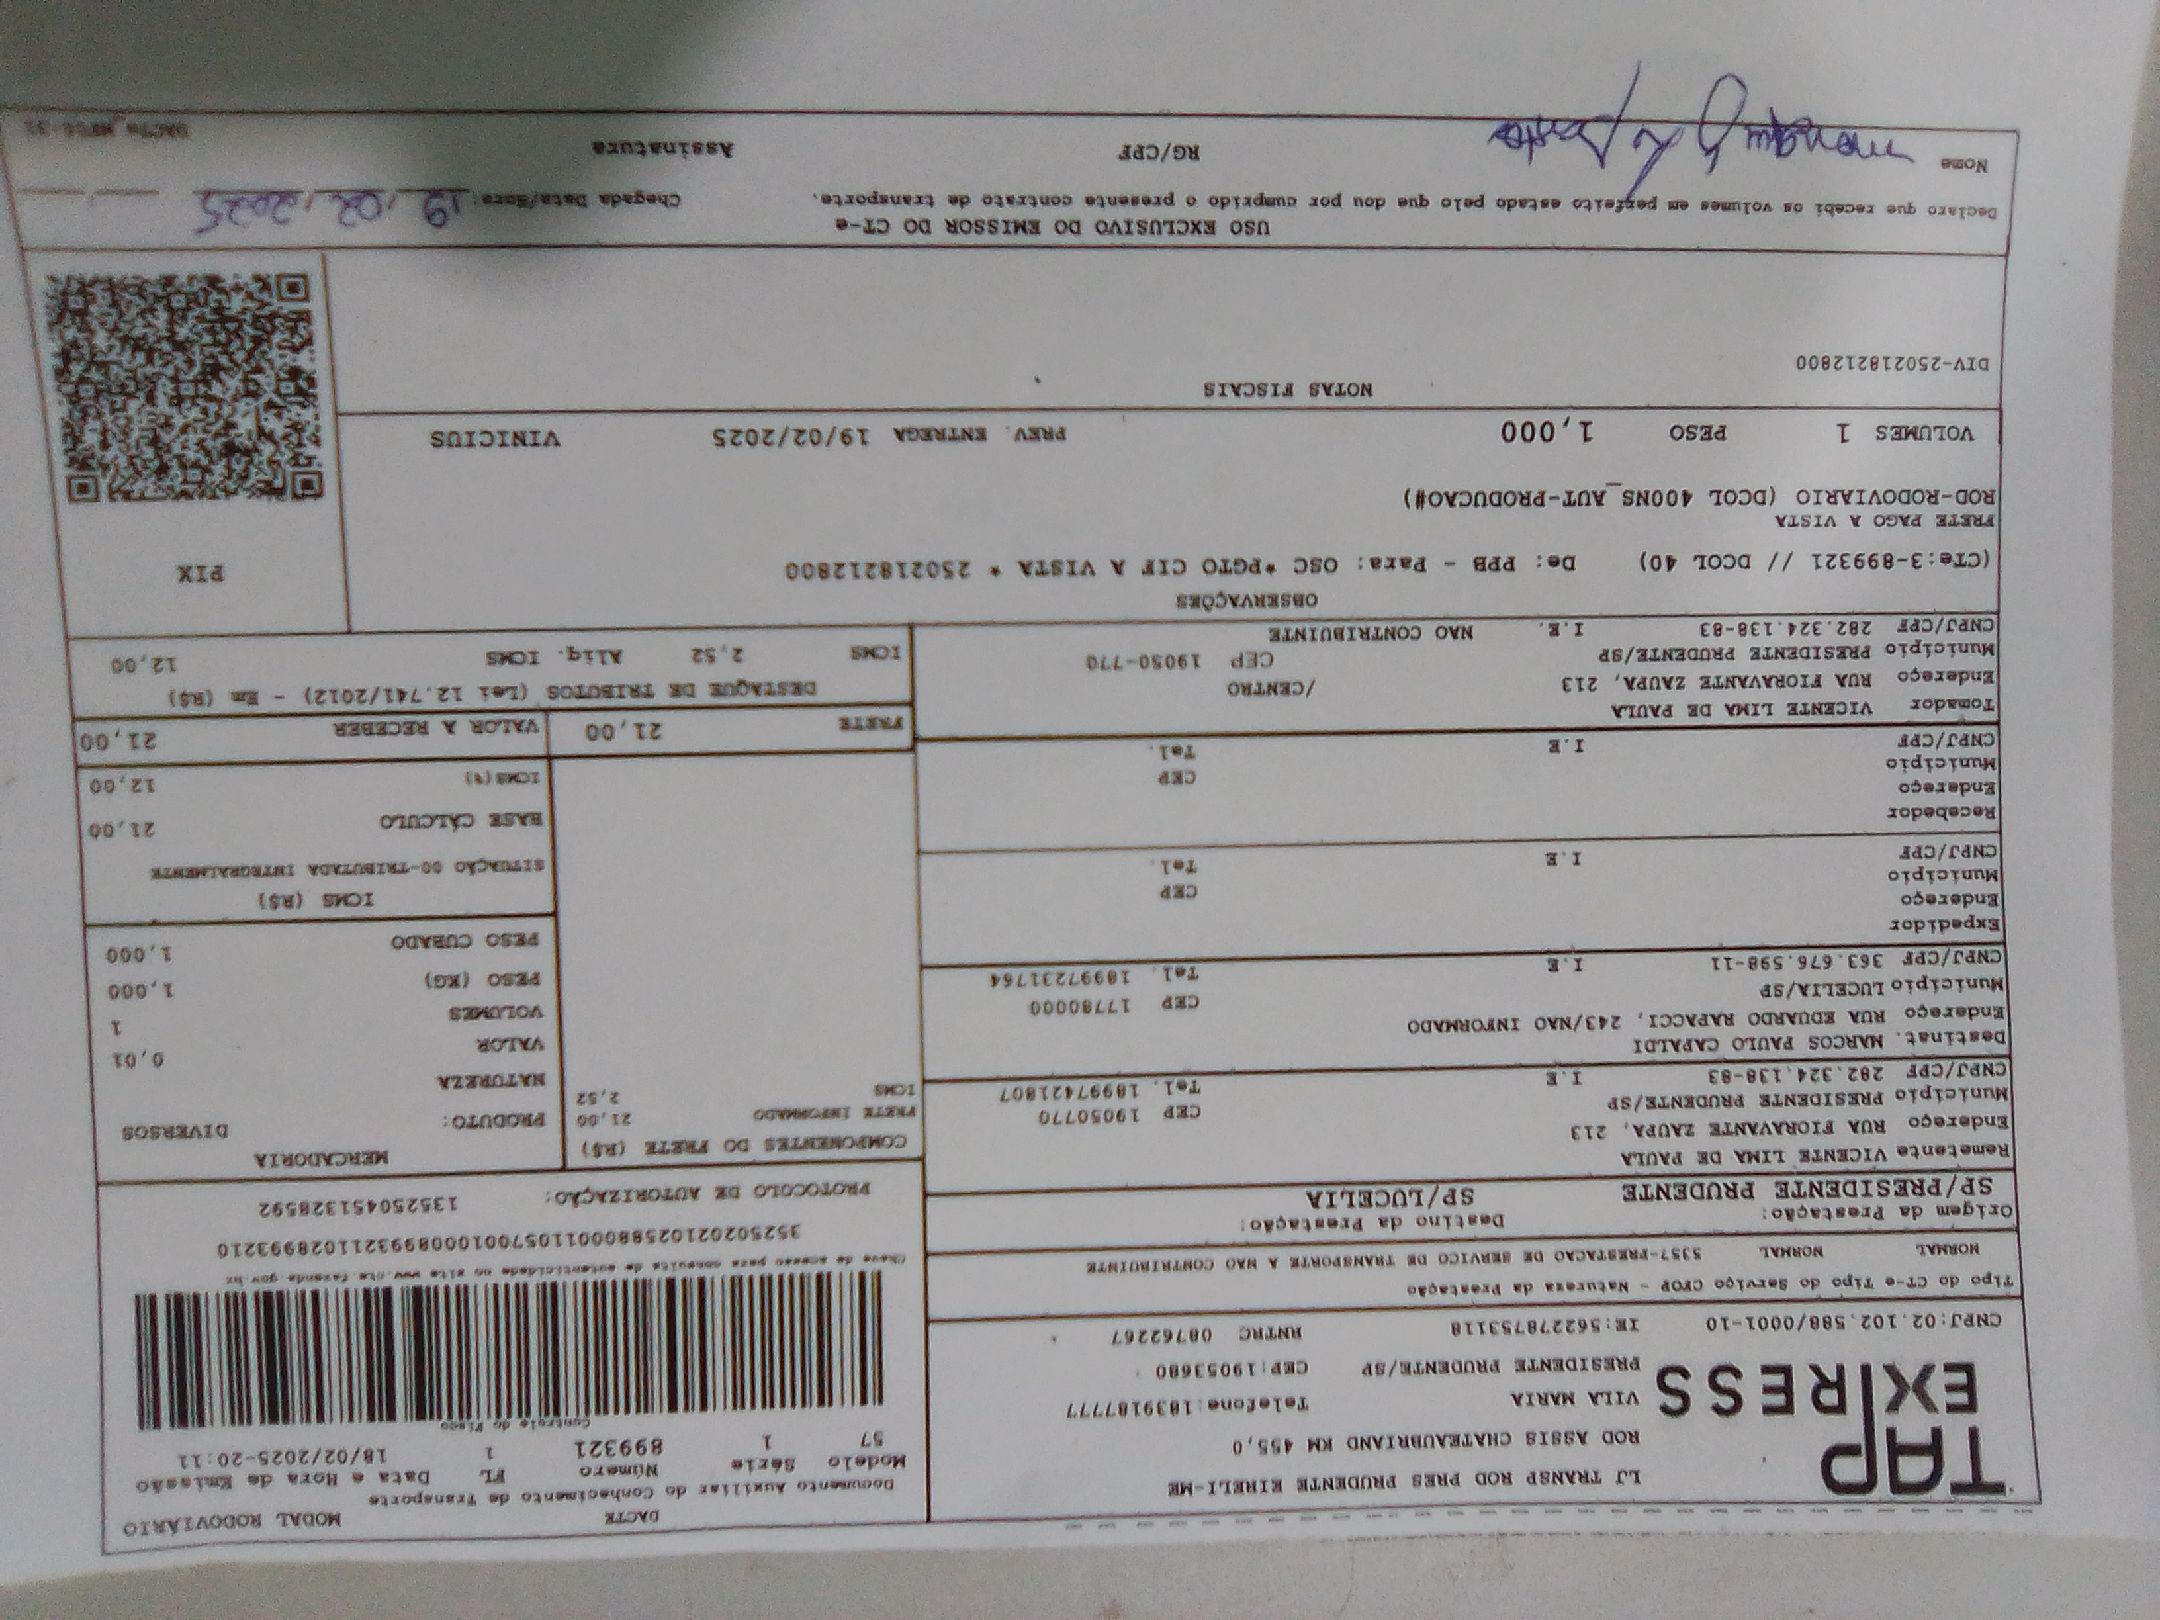 TAP
EXPRESS
LJ TRANSP ROD PRES PRUDENTE EIRELI-ME
ROD ASSIS CHATEAUBRIAND KM 455,0
VILA MARIA Telefone:1839187777
PRESIDENTE PRUDENTE/SP CEP:19053680
CNPJ:02.102.588/0001-10 IE:562278753118 RNTRC 08762267
DACTE MODAL RODOVIÁRIO
Documento Auxiliar do Conhecimento de Transporte
Modelo Série Número FL Data e Hora de Emissão
57 1 899321 1 18/02/2025-20:11
Controle do Fisco
Chave de acesso para consulta de autenticidade no site www.cte.fazenda.gov.br
35250202102588000110570010008993211028993210
PROTOCOLO DE AUTORIZAÇÃO: 135250451328592
Tipo do CT-e Tipo do Serviço CFOP - Natureza da Prestação
NORMAL NORMAL 5357-PRESTACAO DE SERVICO DE TRANSPORTE A NAO CONTRIBUINTE
Origem da Prestação: Destino da Prestação:
SP/PRESIDENTE PRUDENTE SP/LUCELIA
Remetente VICENTE LIMA DE PAULA
Endereço RUA FIORAVANTE ZAUPA, 213
Município PRESIDENTE PRUDENTE/SP CEP 19050770
CNPJ/CPF 282.324.138-83 I.E Tel. 18997421807
Destinat. MARCOS PAULO CAPALDI
Endereço RUA EDUARDO RAPACCI, 243/NAO INFORMADO
Município LUCELIA/SP CEP 17780000
CNPJ/CPF 363.676.598-11 I.E Tel. 18997231764
Expedidor
Endereço
Município CEP
CNPJ/CPF I.E Tel.
Recebedor
Endereço
Município CEP
CNPJ/CPF I.E Tel.
Tomador VICENTE LIMA DE PAULA
Endereço RUA FIORAVANTE ZAUPA, 213 /CENTRO
Município PRESIDENTE PRUDENTE/SP CEP 19050-770
CNPJ/CPF 282.324.138-83 I.E. NAO CONTRIBUINTE
COMPONENTES DO FRETE (R$)
FRETE INFORMADO 21,00
ICMS 2,52
MERCADORIA
PRODUTO: DIVERSOS
NATUREZA
VALOR 0,01
VOLUMES 1
PESO (KG) 1,000
PESO CUBADO 1,000
ICMS (R$)
SITUAÇÃO 00-TRIBUTADA INTEGRALMENTE
BASE CÁLCULO 21,00
ICMS(%) 12,00
FRETE 21,00 VALOR A RECEBER 21,00
DESTAQUE DE TRIBUTOS (Lei 12.741/2012) - Em (R$)
ICMS 2,52 Aliq. ICMS 12,00
OBSERVAÇÕES
(CTe:3-899321 // DCOL 40) De: PPB - Para: OSC *PGTO CIF A VISTA * 250218212800
FRETE PAGO A VISTA
ROD-RODOVIARIO (DCOL 400NS_AUT-PRODUCAO#)
PIX
VOLUMES 1 PESO 1,000 PREV. ENTREGA 19/02/2025 VINICIUS
NOTAS FISCAIS
DIV-250218212800
USO EXCLUSIVO DO EMISSOR DO CT-e
Declaro que recebi os volumes em perfeito estado pelo que dou por cumprido o presente contrato de transporte. Chegada Data/Hora: 19/02/2025
Nome RG/CPF Assinatura